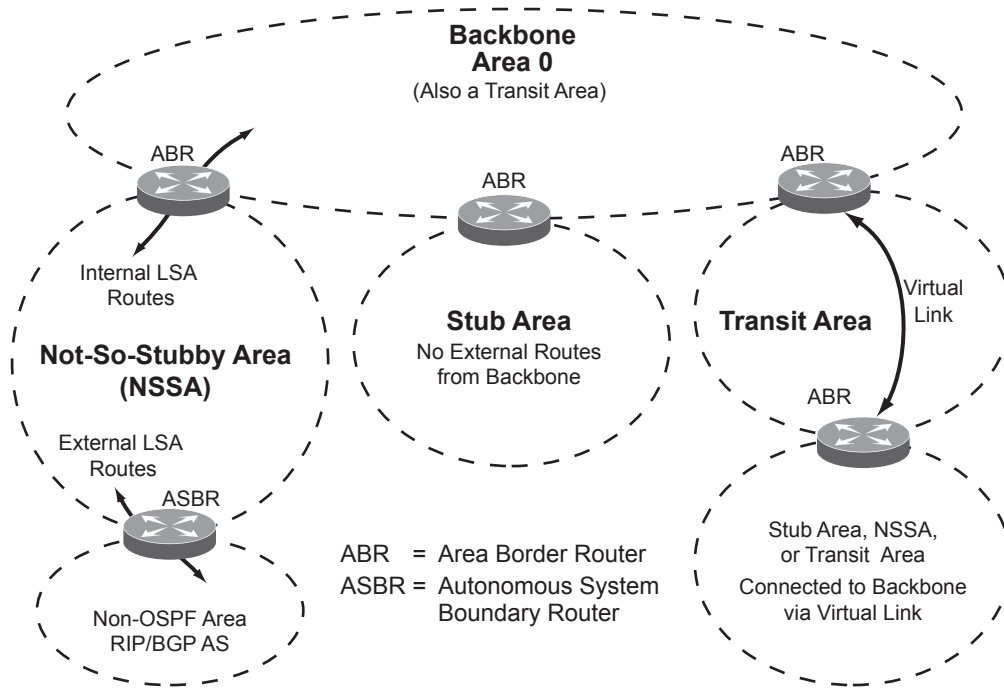 Backbone
Area 0
(Also a Transit Area)
ABR
ABR
ABR
Internal LSA
Routes
Not-So-Stubby Area
(NSSA)
External LSA
Routes
ASBR
Non-OSPF Area
RIP/BGP AS
Stub Area
No External Routes
from Backbone
Transit Area
Virtual
Link
ABR
Stub Area, NSSA,
or Transit Area
Connected to Backbone
via Virtual Link
ABR = Area Border Router
ASBR = Autonomous System
Boundary Router